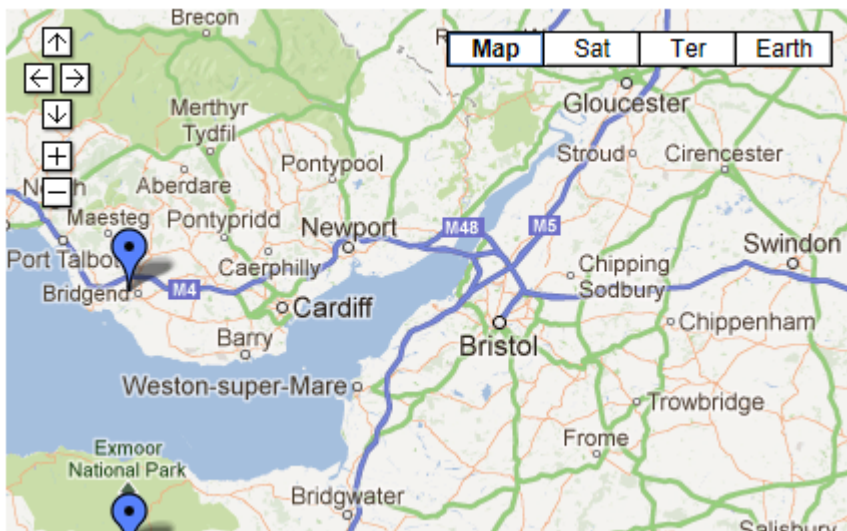 Brecon
Map Sat Ter Earth
Gloucester
Merthyr
Tydfil
Stroud
Cirencester
Pontypool
Aberdare
Maesteg
Pontypridd
Newport
M48
M5
Swindon
Port Talbot
Caerphilly
Chipping
Sodbury
Bridgend
M4
Cardiff
Chippenham
Barry
Bristol
Weston-super-Mare
Trowbridge
Frome
Exmoor
National Park
Bridgwater
Salisbury